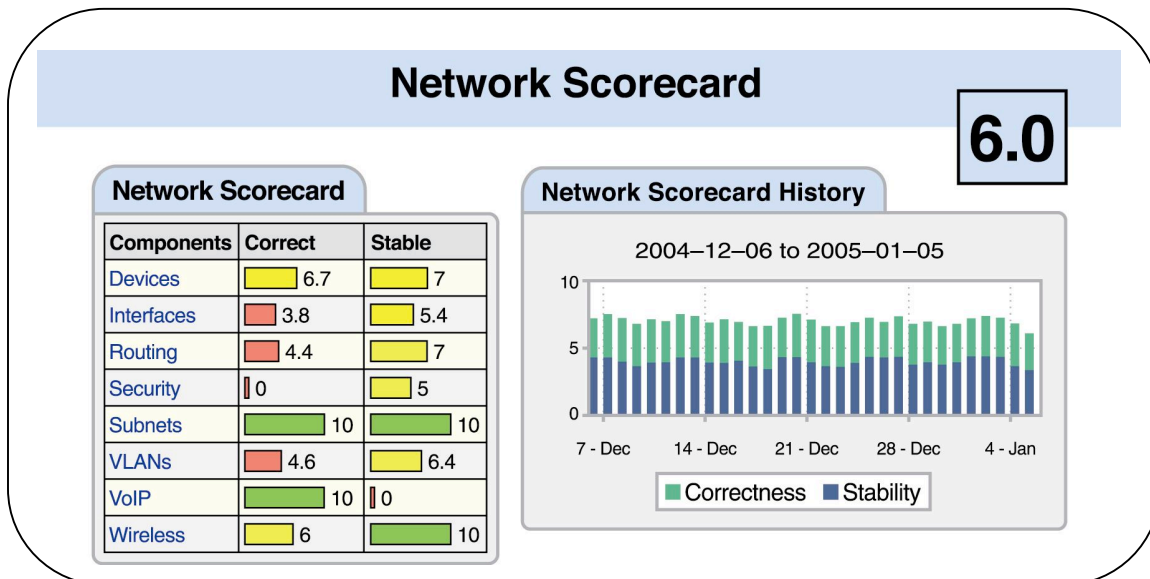 Network Scorecard
6.0
Network Scorecard
Components Correct Stable
Devices 6.7 7
Interfaces 3.8 5.4
Routing 4.4 7
Security 0 5
Subnets 10 10
VLANs 4.6 6.4
VoIP 10 0
Wireless 6 10
Network Scorecard History
2004–12–06 to 2005–01–05
10
5
0
7 - Dec 14 - Dec 21 - Dec 28 - Dec 4 - Jan
Correctness Stability